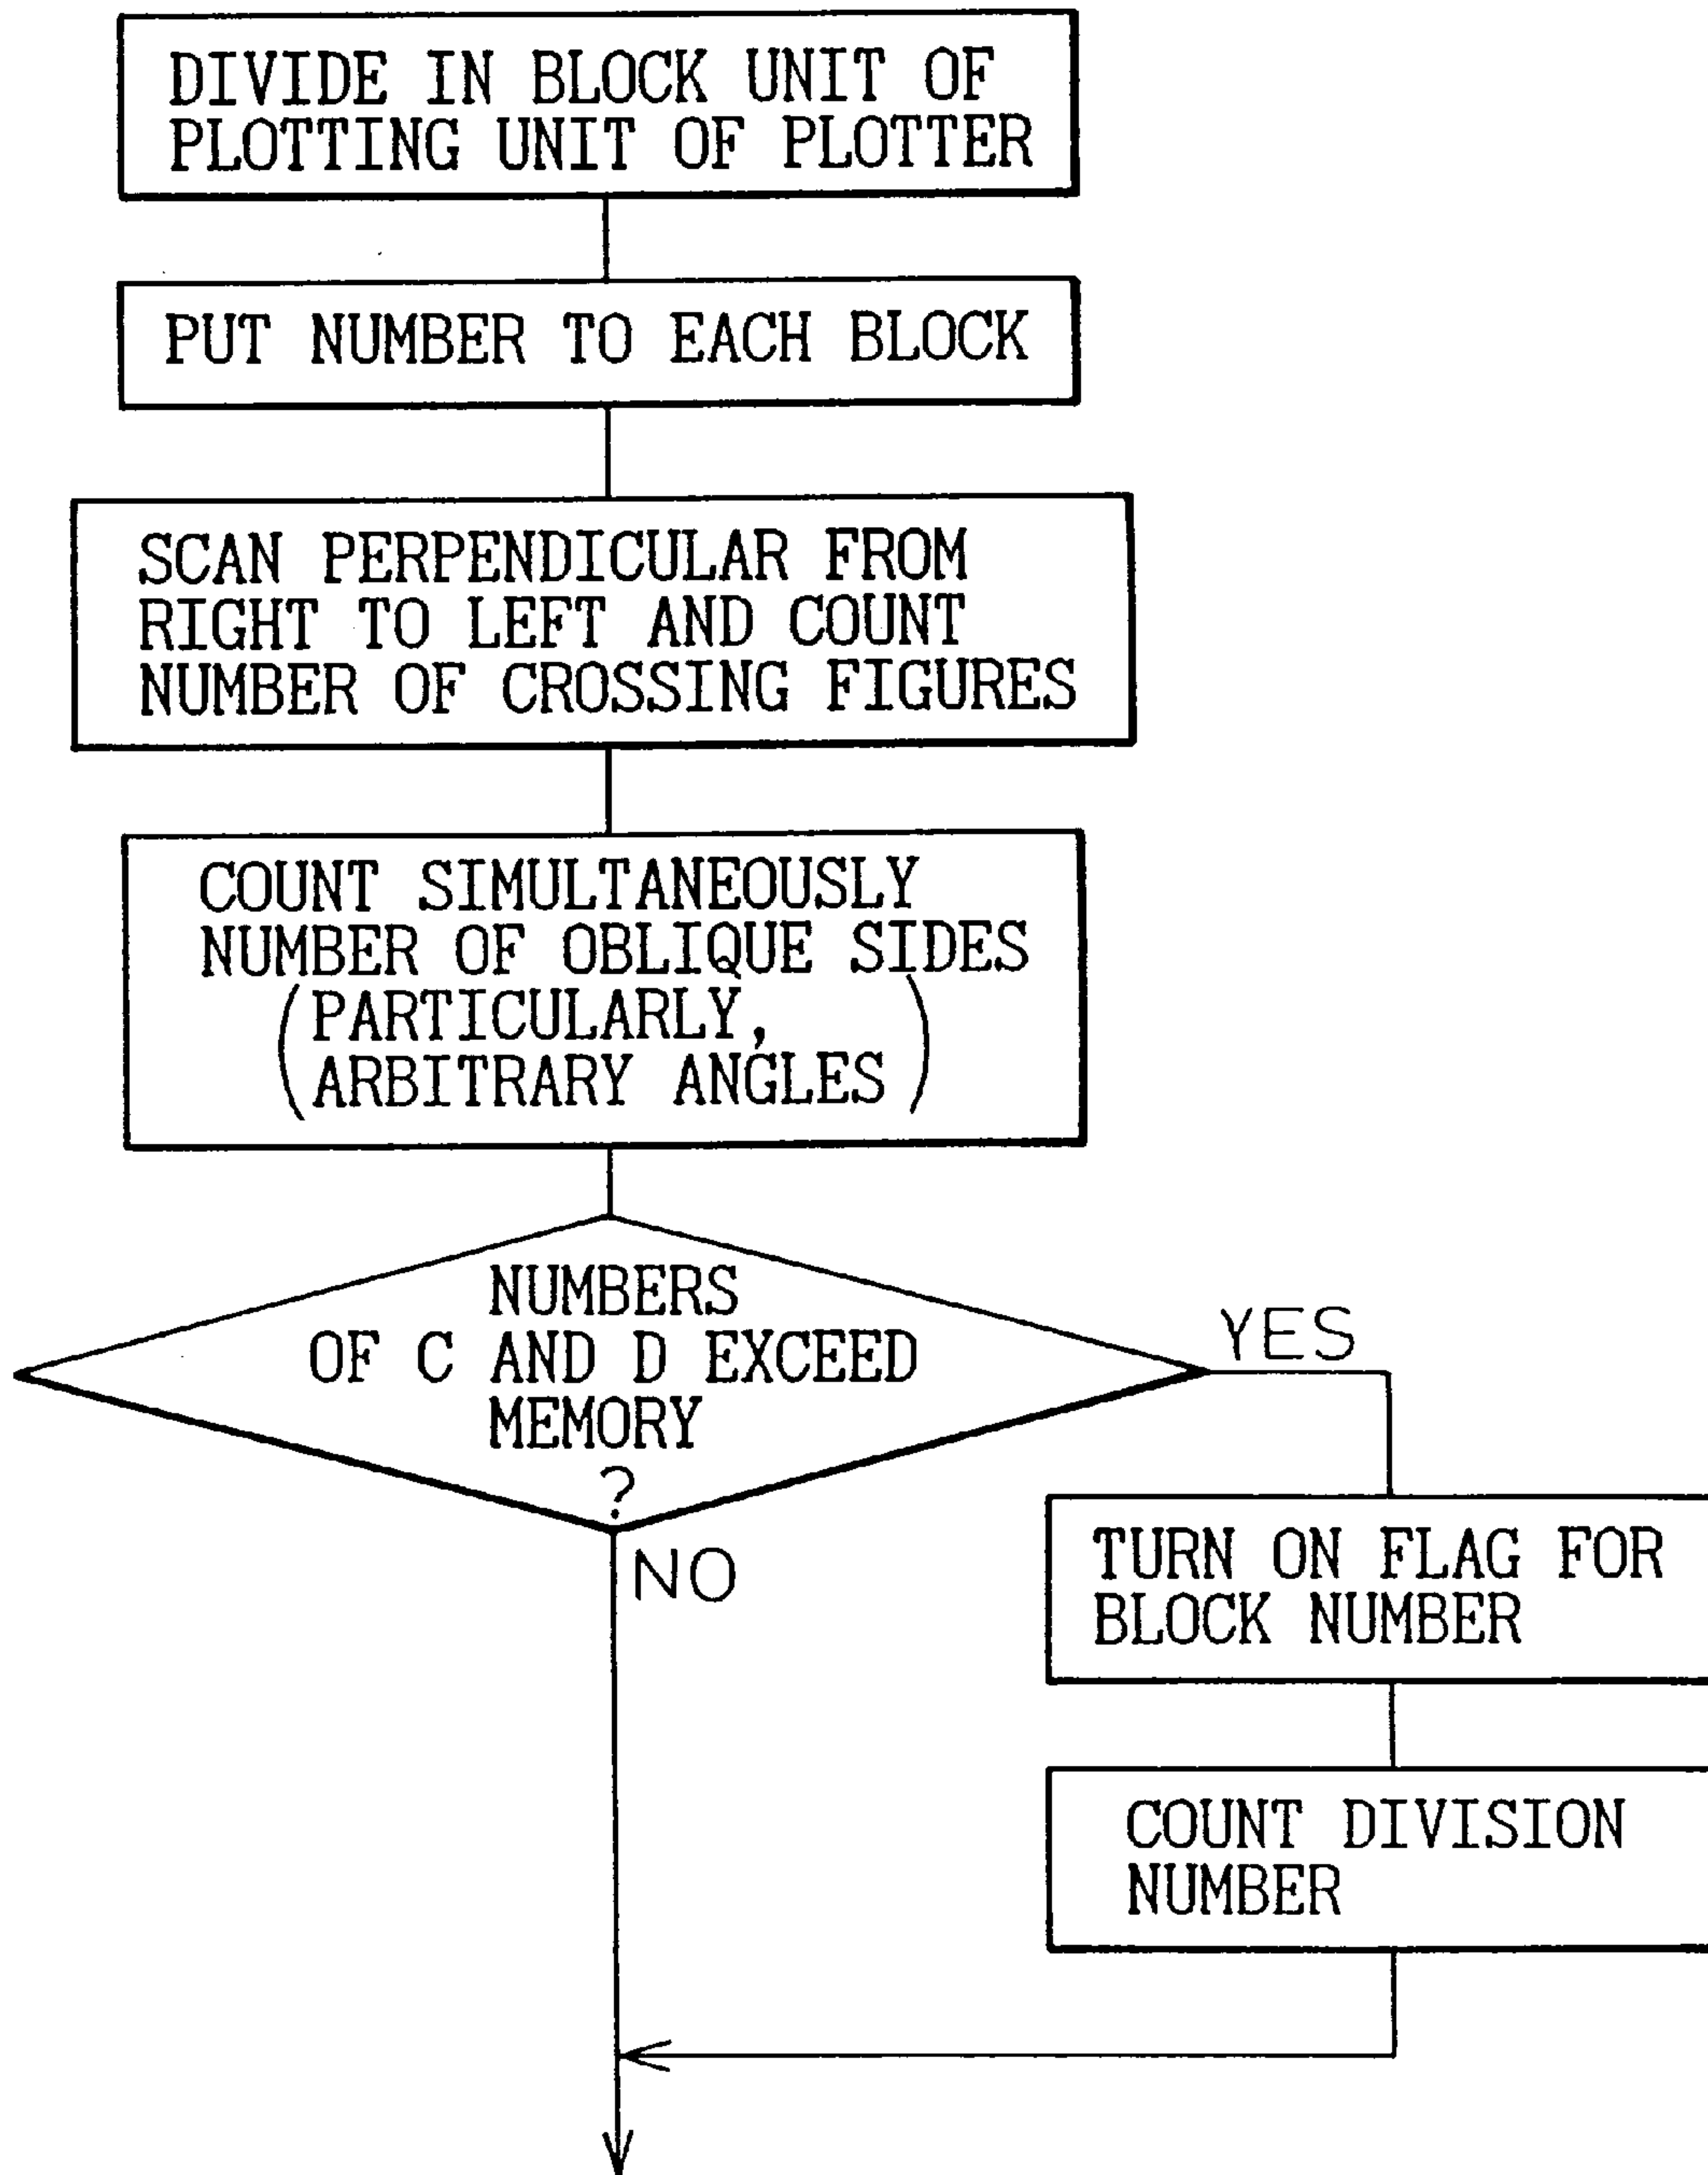 DIVIDE IN BLOCK UNIT OF
PLOTTING UNIT OF PLOTTER
PUT NUMBER TO EACH BLOCK
SCAN PERPENDICULAR FROM
RIGHT TO LEFT AND COUNT
NUMBER OF CROSSING FIGURES
COUNT SIMULTANEOUSLY
NUMBER OF OBLIQUE SIDES
(PARTICULARLY,
ARBITRARY ANGLES)
NUMBERS
OF C AND D EXCEED
MEMORY
?
YES
NO
TURN ON FLAG FOR
BLOCK NUMBER
COUNT DIVISION
NUMBER